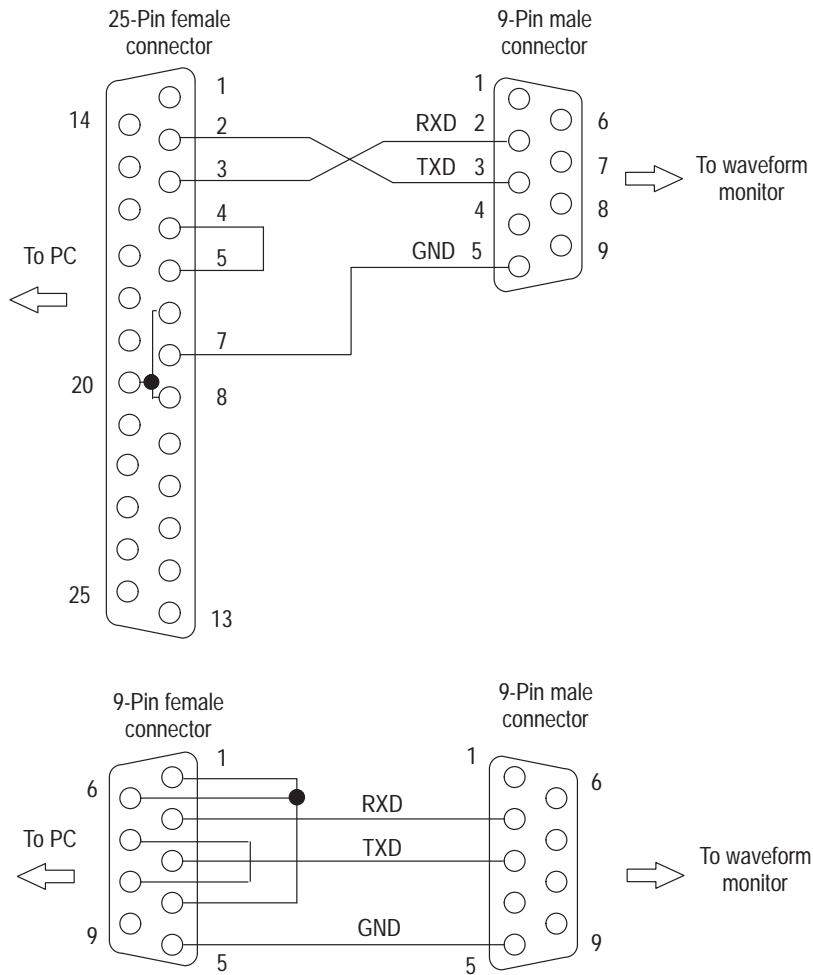 25-Pin female
connector
9-Pin male
connector
1
14
2
3
4
5
To PC
7
20
8
25
13
1
RXD 2
TXD 3
4
GND 5
6
7
8
9
To waveform
monitor
9-Pin female
connector
9-Pin male
connector
1
6
To PC
9
5
RXD
TXD
GND
1
6
9
5
To waveform
monitor